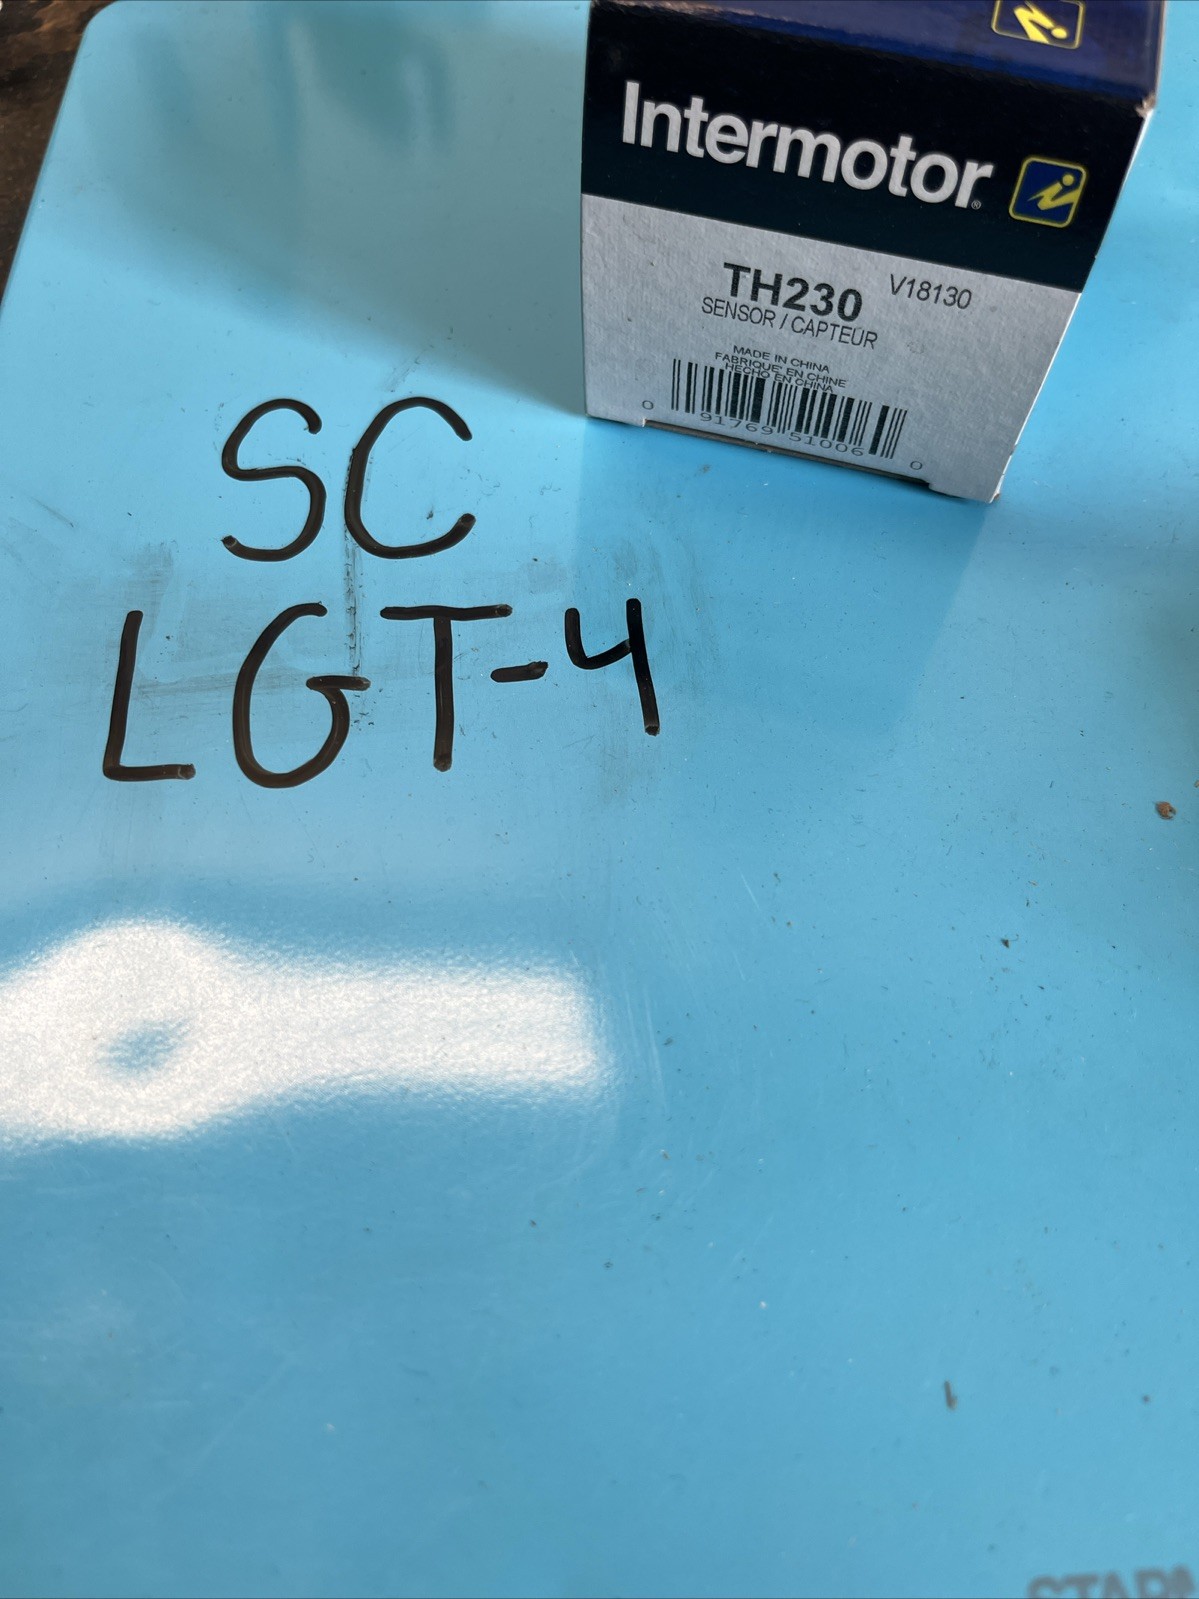 Intermotor®
TH230 V18130
SENSOR / CAPTEUR
MADE IN CHINA
FABRIQUE' EN CHINE
HECHO EN CHINA
0 91769 51006 0
SC
LGT-4